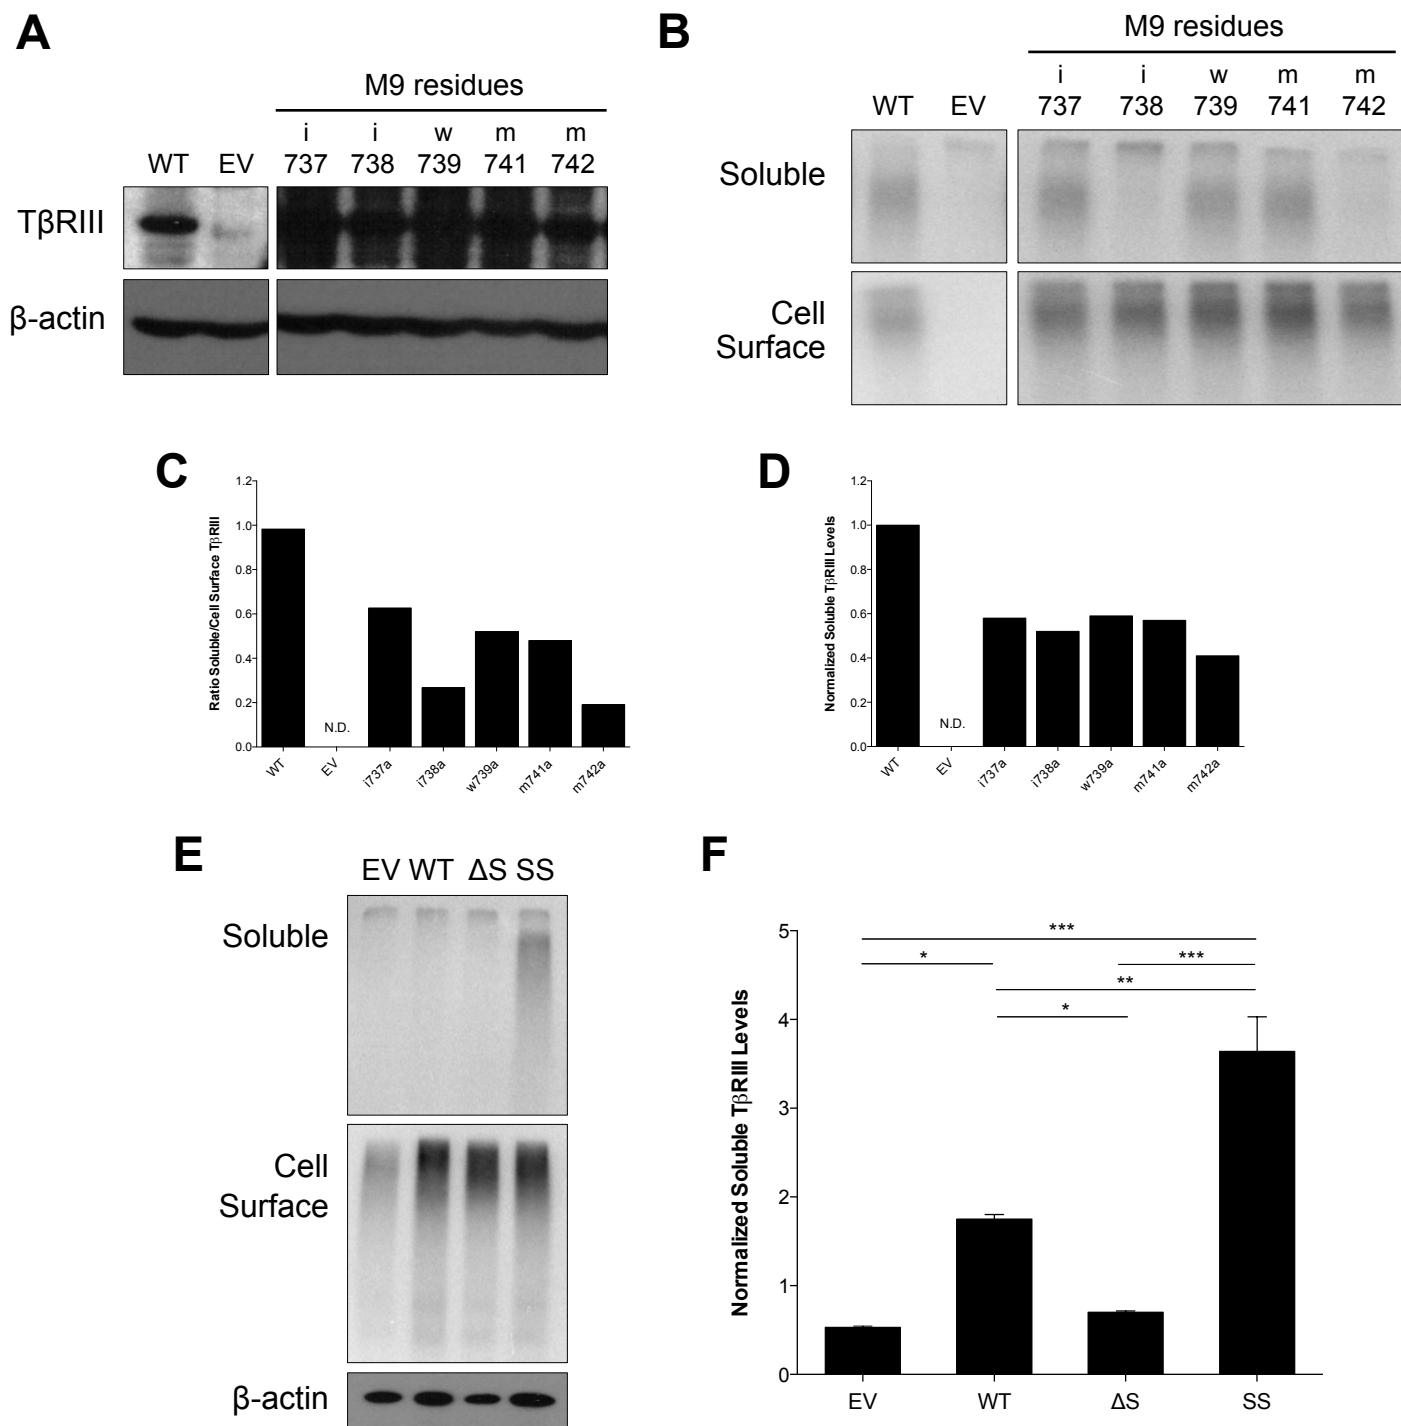 A
M9 residues
i i w m m
WT EV 737 738 739 741 742
TβRIII
β-actin
B
M9 residues
i i w m m
WT EV 737 738 739 741 742
Soluble
Cell
Surface
C
Ratio Soluble/Cell Surface TβRIII
1.2
1.0
0.8
0.6
0.4
0.2
0.0
N.D.
WT EV i737a i738a w739a m741a m742a
D
Normalized Soluble TβRIII Levels
1.2
1.0
0.8
0.6
0.4
0.2
0.0
N.D.
WT EV i737a i738a w739a m741a m742a
E
EV WT ΔS SS
Soluble
Cell
Surface
β-actin
F
Normalized Soluble TβRIII Levels
5
4
3
2
1
0
***
* ***
**
*
EV WT ΔS SS